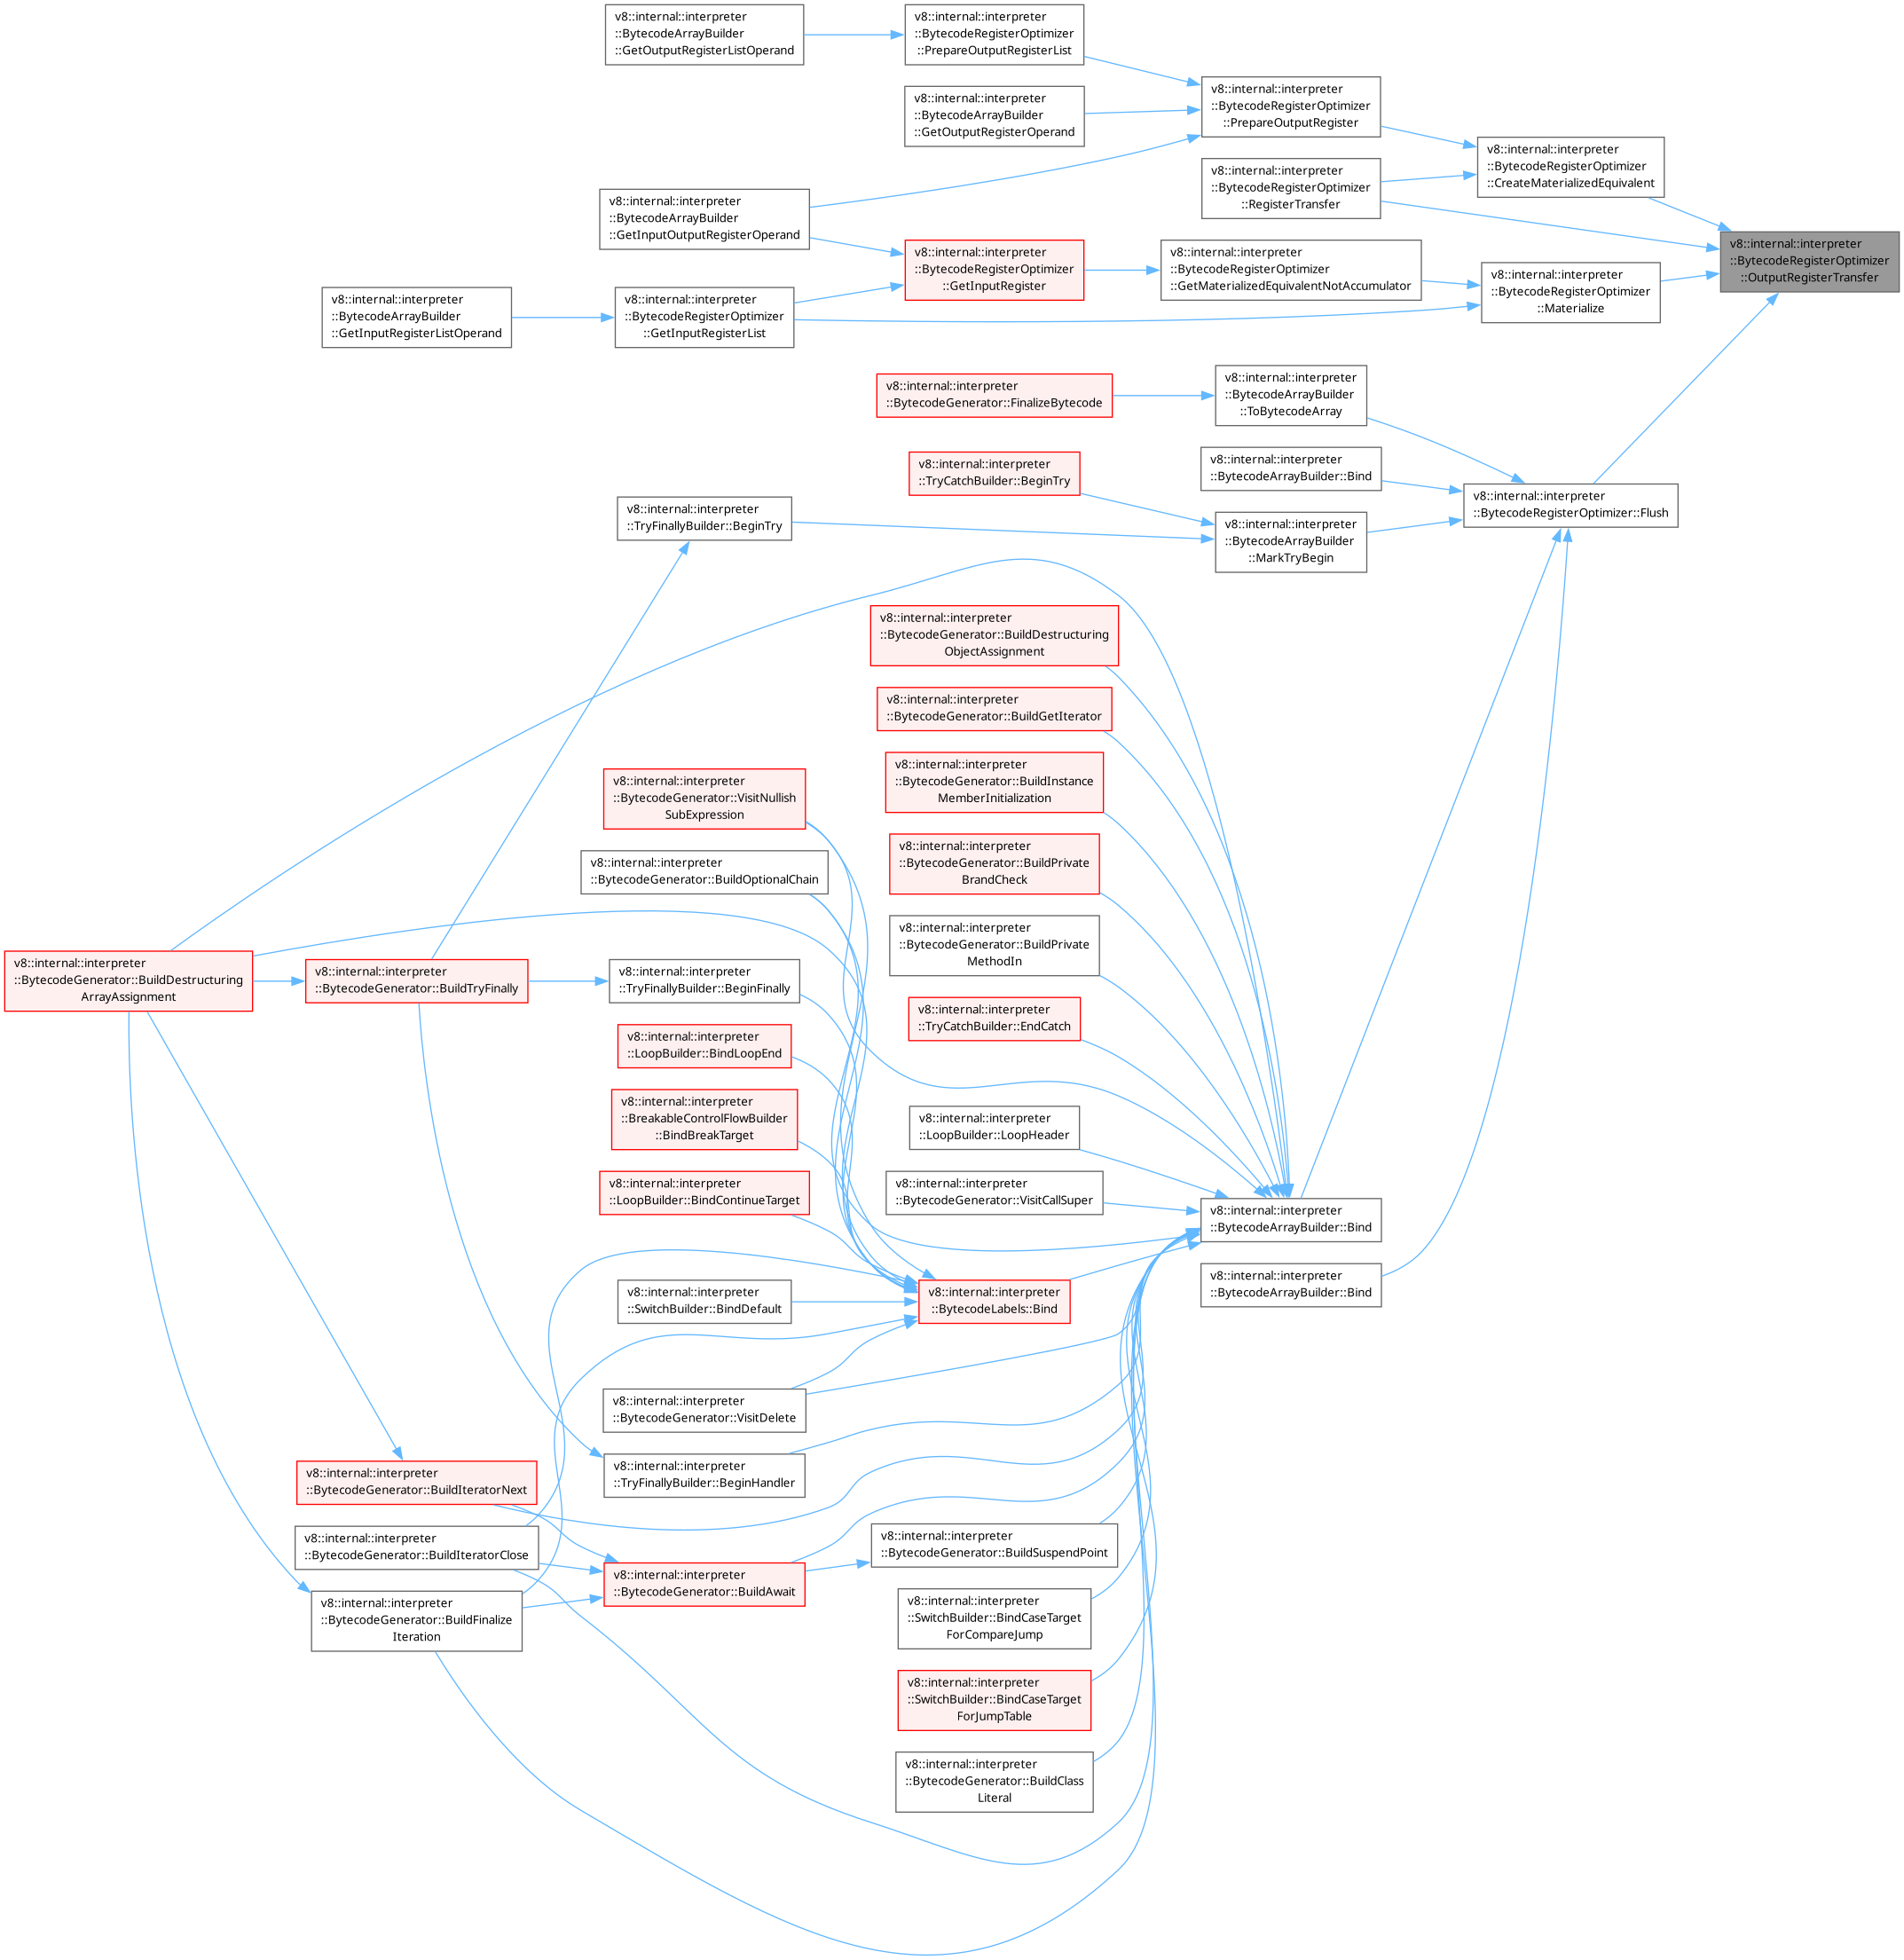 v8::internal::interpreter
::BytecodeArrayBuilder
::GetOutputRegisterListOperand
v8::internal::interpreter
::BytecodeRegisterOptimizer
::PrepareOutputRegisterList
v8::internal::interpreter
::BytecodeRegisterOptimizer
::PrepareOutputRegister
v8::internal::interpreter
::BytecodeArrayBuilder
::GetOutputRegisterOperand
v8::internal::interpreter
::BytecodeRegisterOptimizer
::CreateMaterializedEquivalent
v8::internal::interpreter
::BytecodeRegisterOptimizer
::RegisterTransfer
v8::internal::interpreter
::BytecodeArrayBuilder
::GetInputOutputRegisterOperand
v8::internal::interpreter
::BytecodeRegisterOptimizer
::OutputRegisterTransfer
v8::internal::interpreter
::BytecodeRegisterOptimizer
::GetInputRegister
v8::internal::interpreter
::BytecodeRegisterOptimizer
::GetMaterializedEquivalentNotAccumulator
v8::internal::interpreter
::BytecodeRegisterOptimizer
::Materialize
v8::internal::interpreter
::BytecodeArrayBuilder
::GetInputRegisterListOperand
v8::internal::interpreter
::BytecodeRegisterOptimizer
::GetInputRegisterList
v8::internal::interpreter
::BytecodeGenerator::FinalizeBytecode
v8::internal::interpreter
::BytecodeArrayBuilder
::ToBytecodeArray
v8::internal::interpreter
::TryCatchBuilder::BeginTry
v8::internal::interpreter
::BytecodeArrayBuilder::Bind
v8::internal::interpreter
::BytecodeRegisterOptimizer::Flush
v8::internal::interpreter
::TryFinallyBuilder::BeginTry
v8::internal::interpreter
::BytecodeArrayBuilder
::MarkTryBegin
v8::internal::interpreter
::BytecodeGenerator::BuildDestructuring
ObjectAssignment
v8::internal::interpreter
::BytecodeGenerator::BuildGetIterator
v8::internal::interpreter
::BytecodeGenerator::BuildInstance
MemberInitialization
v8::internal::interpreter
::BytecodeGenerator::VisitNullish
SubExpression
v8::internal::interpreter
::BytecodeGenerator::BuildPrivate
BrandCheck
v8::internal::interpreter
::BytecodeGenerator::BuildOptionalChain
v8::internal::interpreter
::BytecodeGenerator::BuildPrivate
MethodIn
v8::internal::interpreter
::BytecodeGenerator::BuildDestructuring
ArrayAssignment
v8::internal::interpreter
::BytecodeGenerator::BuildTryFinally
v8::internal::interpreter
::TryFinallyBuilder::BeginFinally
v8::internal::interpreter
::TryCatchBuilder::EndCatch
v8::internal::interpreter
::LoopBuilder::BindLoopEnd
v8::internal::interpreter
::BreakableControlFlowBuilder
::BindBreakTarget
v8::internal::interpreter
::LoopBuilder::LoopHeader
v8::internal::interpreter
::LoopBuilder::BindContinueTarget
v8::internal::interpreter
::BytecodeGenerator::VisitCallSuper
v8::internal::interpreter
::BytecodeArrayBuilder::Bind
v8::internal::interpreter
::BytecodeArrayBuilder::Bind
v8::internal::interpreter
::SwitchBuilder::BindDefault
v8::internal::interpreter
::BytecodeLabels::Bind
v8::internal::interpreter
::BytecodeGenerator::VisitDelete
v8::internal::interpreter
::TryFinallyBuilder::BeginHandler
v8::internal::interpreter
::BytecodeGenerator::BuildIteratorNext
v8::internal::interpreter
::BytecodeGenerator::BuildIteratorClose
v8::internal::interpreter
::BytecodeGenerator::BuildSuspendPoint
v8::internal::interpreter
::BytecodeGenerator::BuildAwait
v8::internal::interpreter
::BytecodeGenerator::BuildFinalize
Iteration
v8::internal::interpreter
::SwitchBuilder::BindCaseTarget
ForCompareJump
v8::internal::interpreter
::SwitchBuilder::BindCaseTarget
ForJumpTable
v8::internal::interpreter
::BytecodeGenerator::BuildClass
Literal